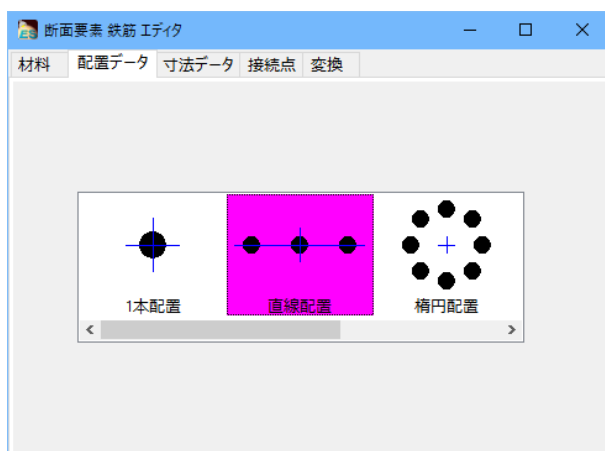 断面要素 鉄筋 エディタ
材料 配置データ 寸法データ 接続点 変換
1本配置 直線配置 楕円配置